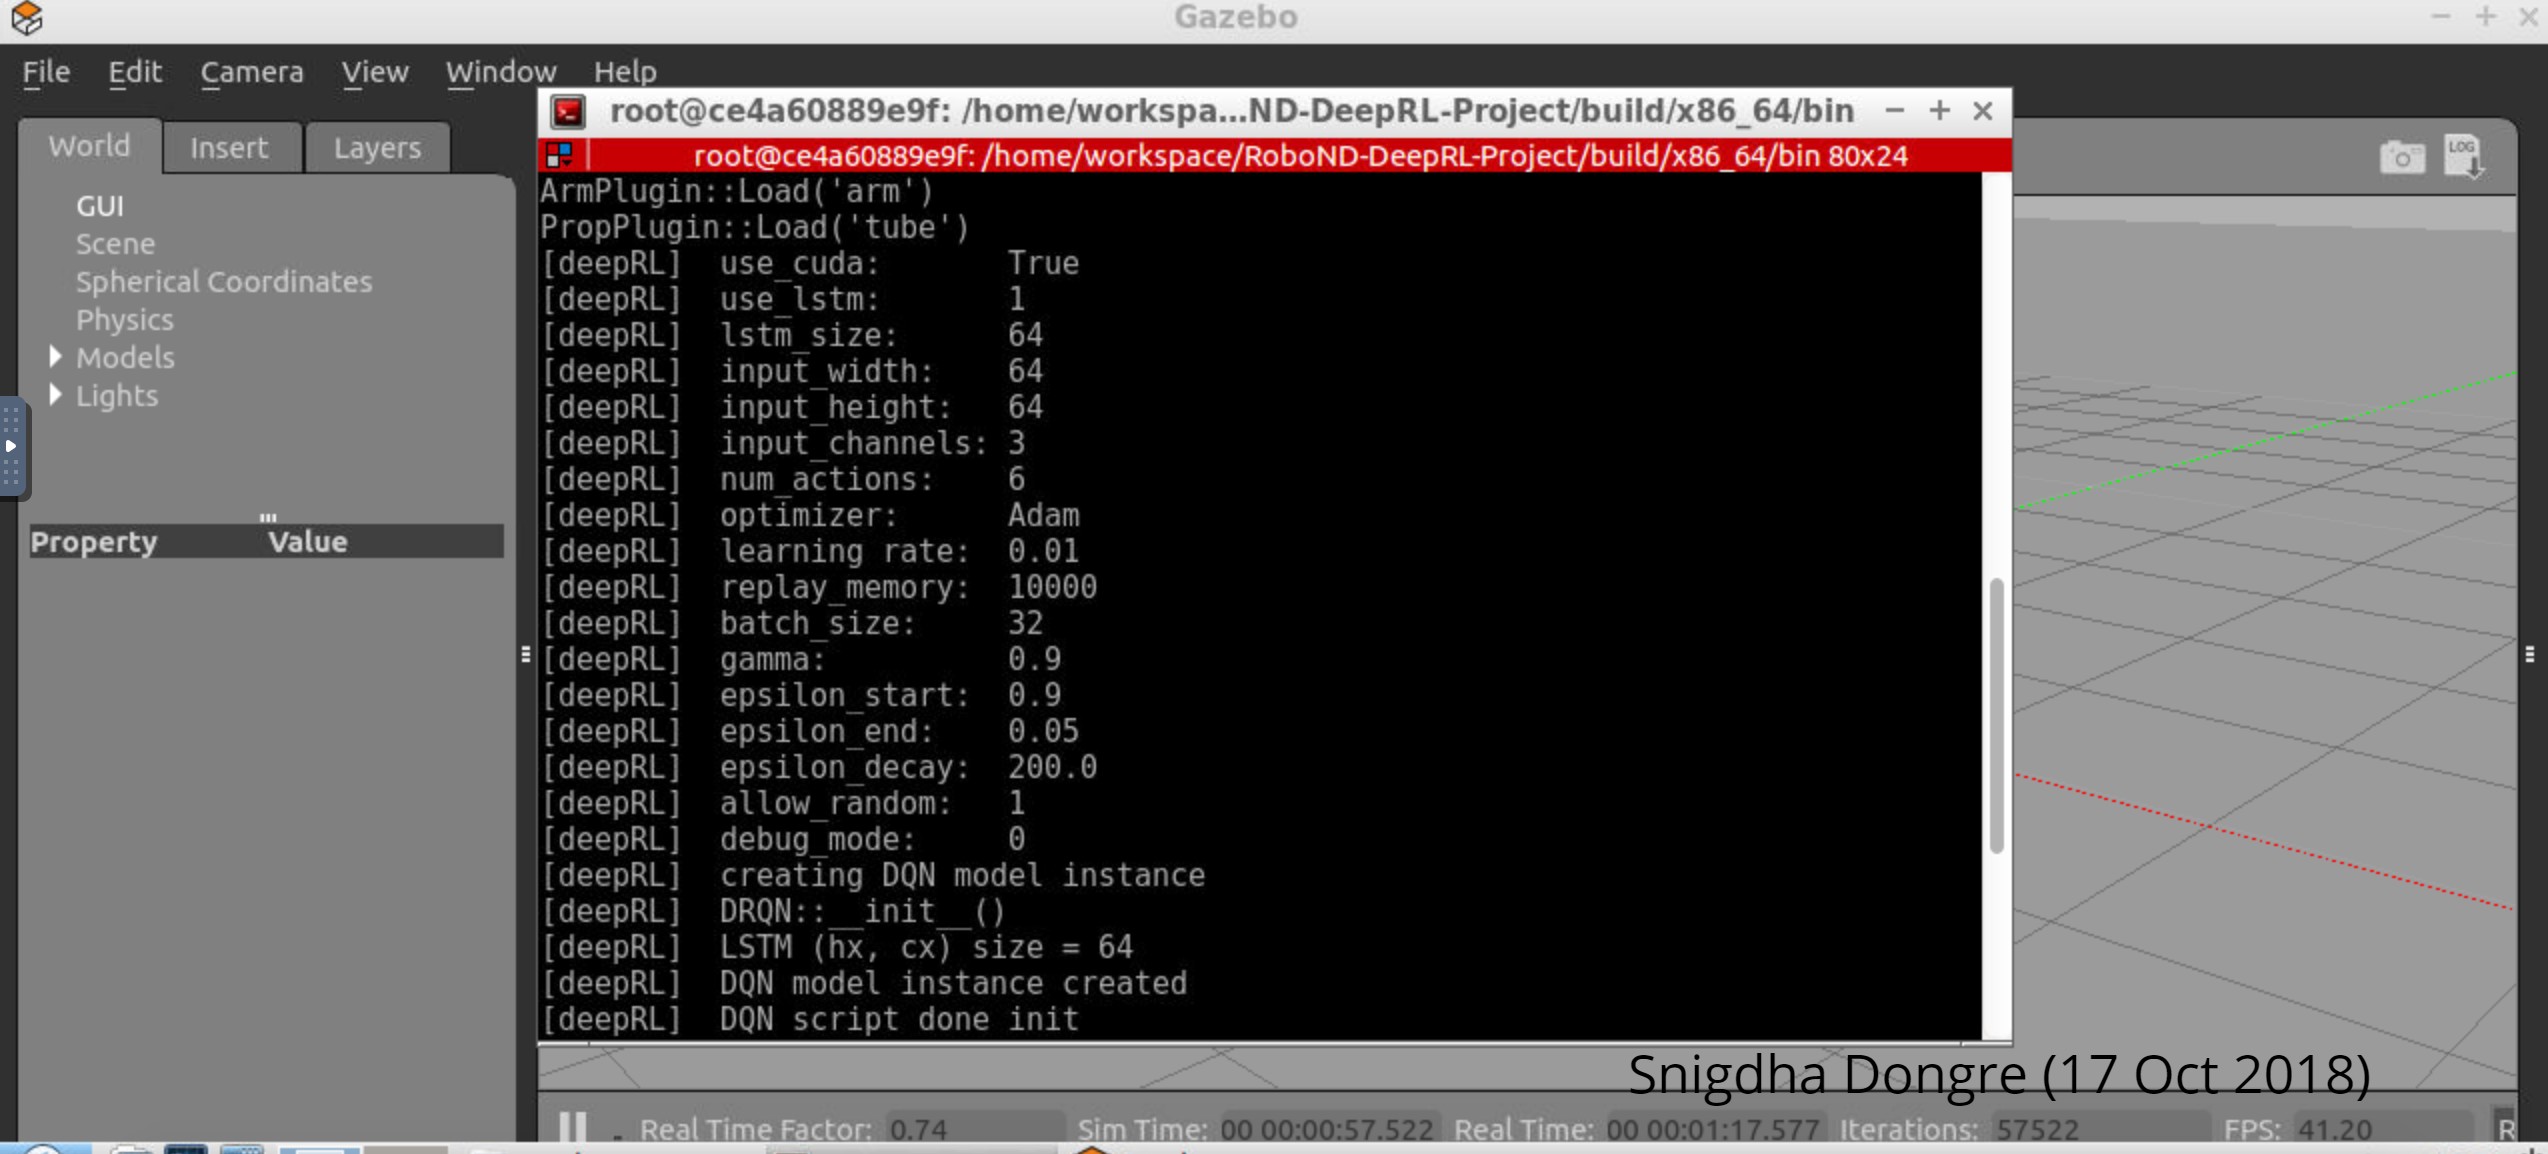 Gazebo
File Edit Camera View Window Help
root@ce4a60889e9f: /home/workspa...ND-DeepRL-Project/build/x86_64/bin
root@ce4a60889e9f: /home/workspace/RoboND-DeepRL-Project/build/x86_64/bin 80x24
World Insert Layers
LOG
GUI
Scene
Spherical Coordinates
Physics
Models
Lights
Property Value
ArmPlugin::Load('arm')
PropPlugin::Load('tube')
[deepRL] use_cuda: True
[deepRL] use_lstm: 1
[deepRL] lstm_size: 64
[deepRL] input_width: 64
[deepRL] input_height: 64
[deepRL] input_channels: 3
[deepRL] num_actions: 6
[deepRL] optimizer: Adam
[deepRL] learning rate: 0.01
[deepRL] replay_memory: 10000
[deepRL] batch_size: 32
[deepRL] gamma: 0.9
[deepRL] epsilon_start: 0.9
[deepRL] epsilon_end: 0.05
[deepRL] epsilon_decay: 200.0
[deepRL] allow_random: 1
[deepRL] debug_mode: 0
[deepRL] creating DQN model instance
[deepRL] DRQN::__init__()
[deepRL] LSTM (hx, cx) size = 64
[deepRL] DQN model instance created
[deepRL] DQN script done init
Snigdha Dongre (17 Oct 2018)
Real Time Factor: 0.74 Sim Time: 00 00:00:57.522 Real Time: 00 00:01:17.577 Iterations: 57522 FPS: 41.20 R